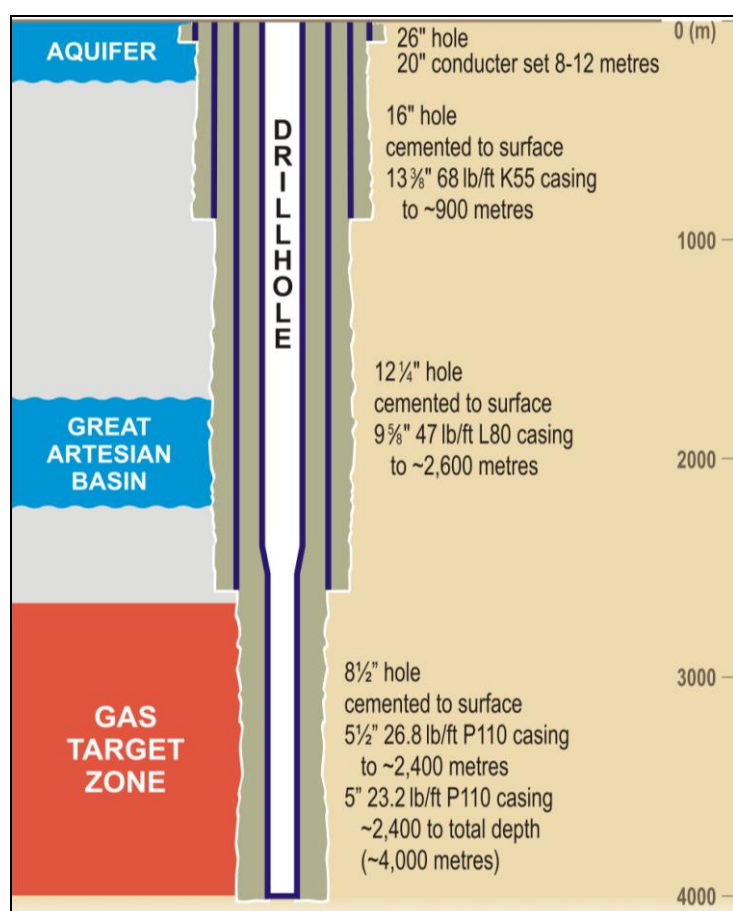 AQUIFER
GREAT
ARTESIAN
BASIN
GAS
TARGET
ZONE
DRILLHOLE
26" hole
20" conducter set 8-12 metres
16" hole
cemented to surface
13⅜" 68 lb/ft K55 casing
to ~900 metres
12¼" hole
cemented to surface
9⅝" 47 lb/ft L80 casing
to ~2,600 metres
8½” hole
cemented to surface
5½” 26.8 lb/ft P110 casing
to ~2,400 metres
5” 23.2 lb/ft P110 casing
~2,400 to total depth
(~4,000 metres)
0 (m)
1000
2000
3000
4000